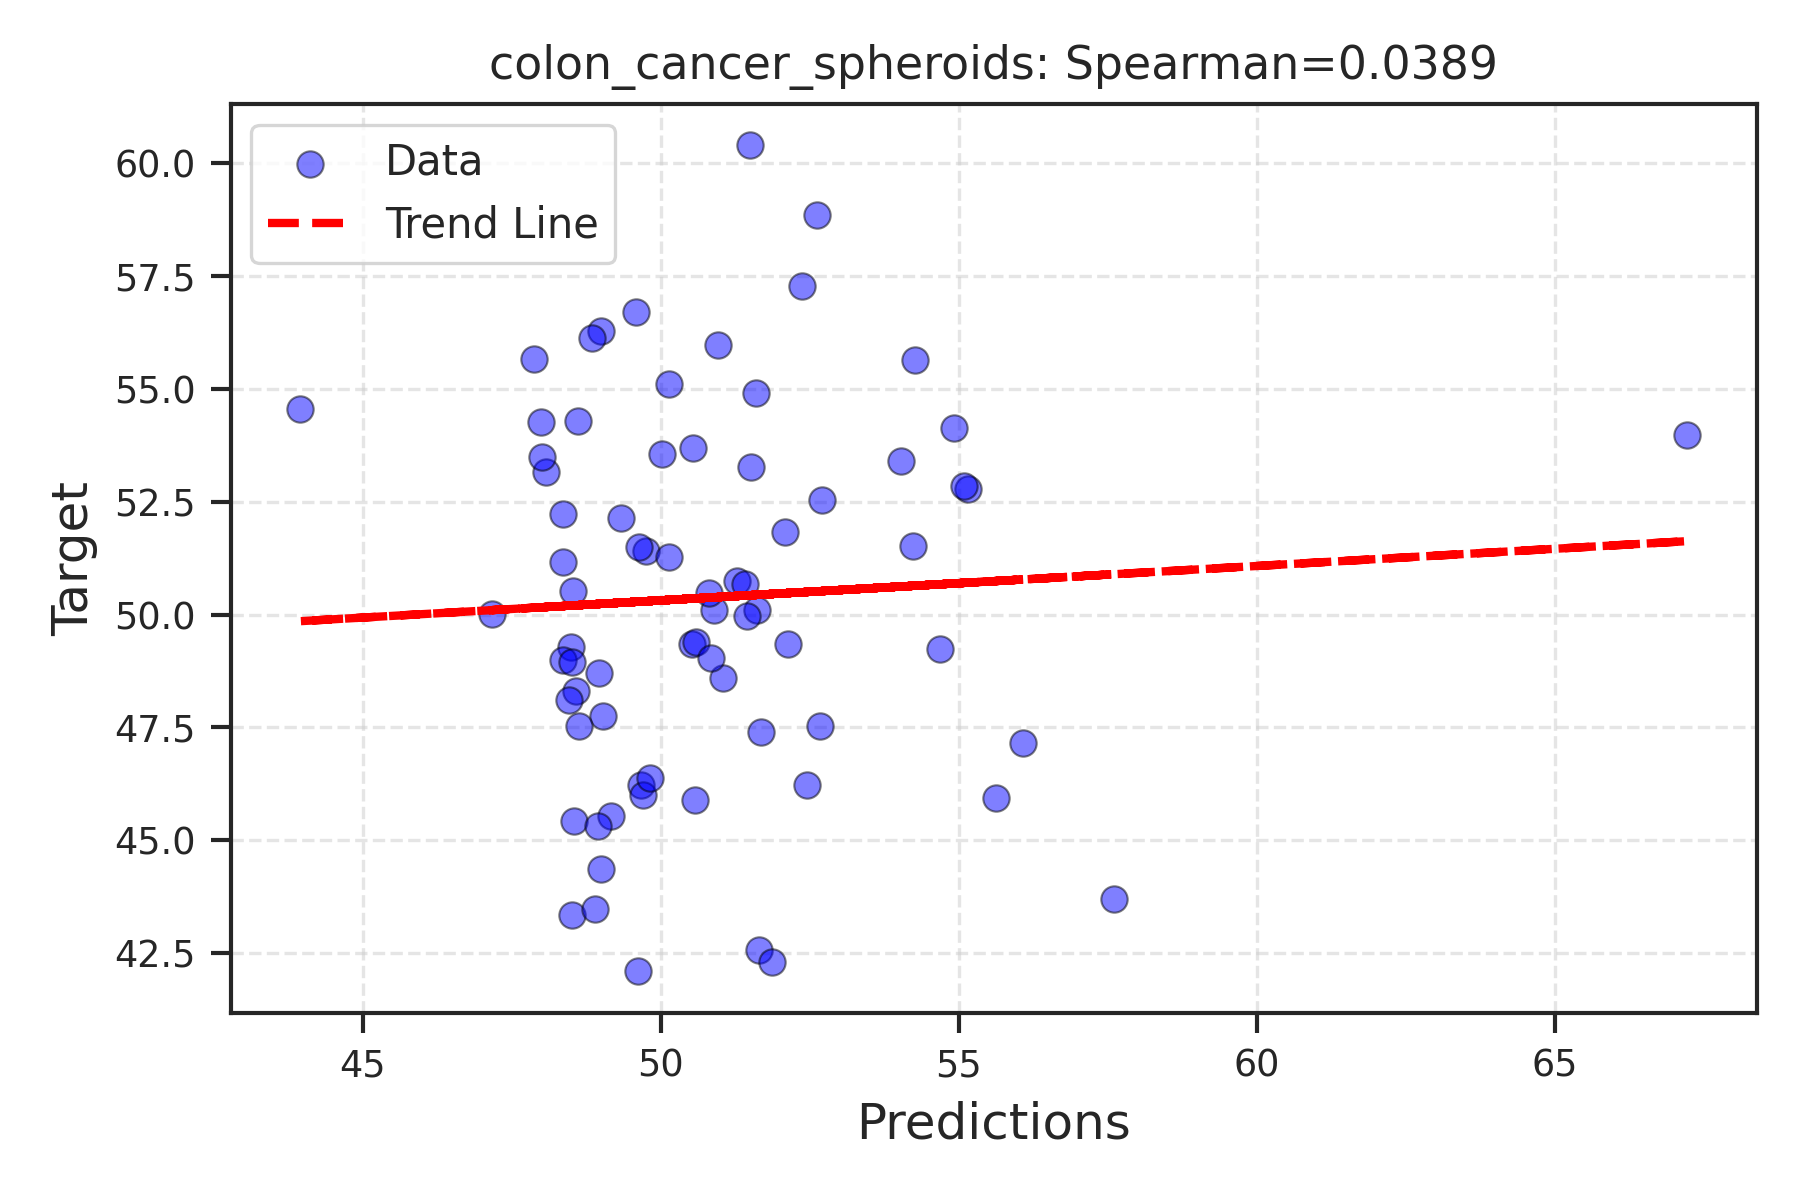 colon_cancer_spheroids: Spearman=0.0389
Data
Trend Line
60.0
57.5
55.0
52.5
50.0
47.5
45.0
42.5
Target
45 50 55 60 65
Predictions